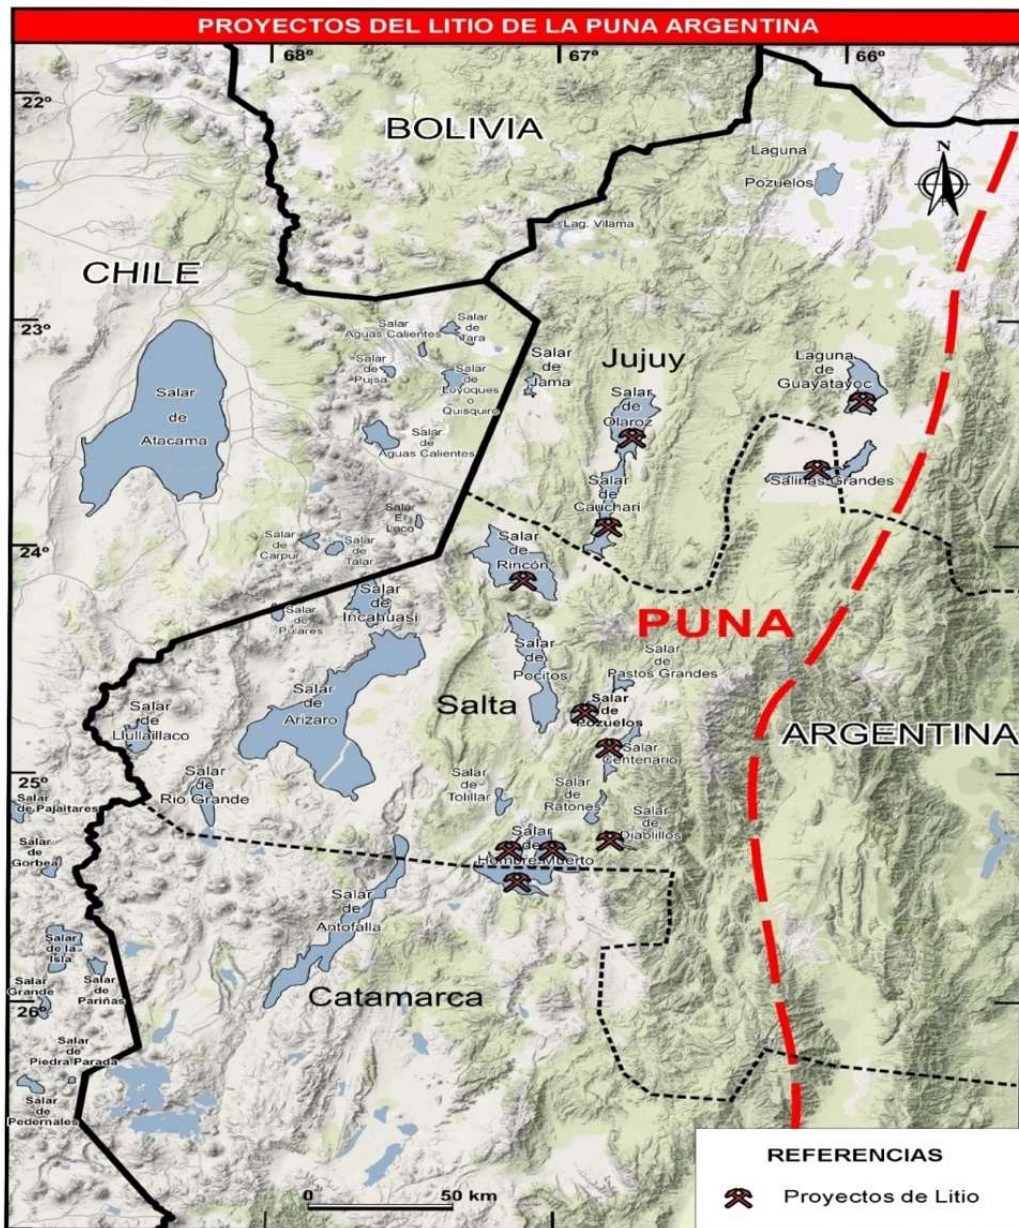 PROYECTOS DEL LITIO DE LA PUNA ARGENTINA
68º
67º
66º
22º
BOLIVIA
Laguna
Pozuelos
N
Lag. Vilama
CHILE
23º
Salar
Aguas Calientes
Salar
de
Tara
Salar
de
Pujsa
Salar
de
Loyoques
o
Quisquiro
Salar
de
Jama
Jujuy
Laguna
de
Guayatayoc
Salar
de
Atacama
Salar
de
Olaroz
Salar
de
Aguas Calientes
Salinas Grandes
Salar
de
Cauchari
Salar
El
Laco
24º
Salar
de
Carpur
Salar
de
Talar
Salar
de
Rincón
Salar
de
Incahuasi
Salar
de
Pulares
PUNA
Salar
de
Pocitos
Salar
de
Pastos Grandes
Salar
de
Arizaro
Salta
Salar
de
Pozuelos
Salar
de
Llullaillaco
ARGENTINA
Salar
Centenario
25º
Salar
de
Rio Grande
Salar
de Pajaitares
Salar
de
Tolillar
Salar
de
Ratones
Salar
de
Diablillos
Salar
de
Gorbea
Salar
de
Hombre Muerto
Salar
de
Antofalla
Salar
de la
Isla
Salar
Grande
Salar
de
Pariñas
Catamarca
26º
Salar
de
Piedra Parada
Salar
de
Pedernales
0
50 km
REFERENCIAS
Proyectos de Litio